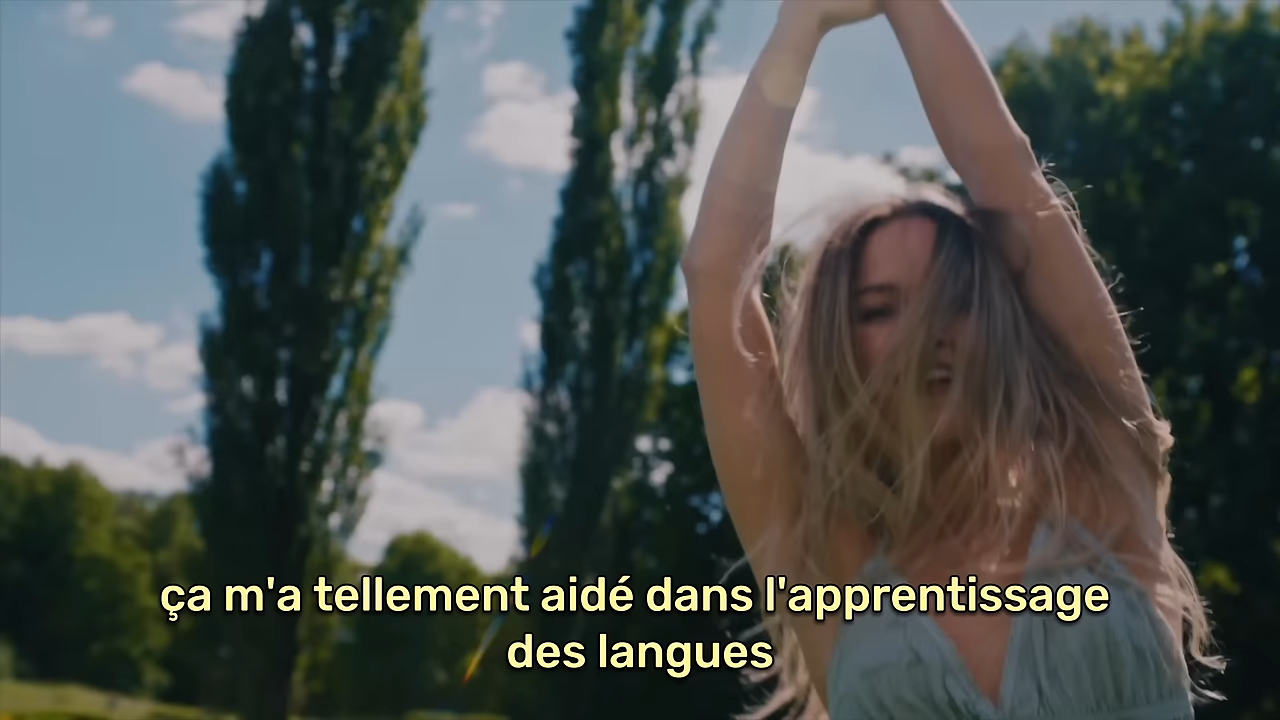 ça m'a tellement aidé dans l'apprentissage
des langues